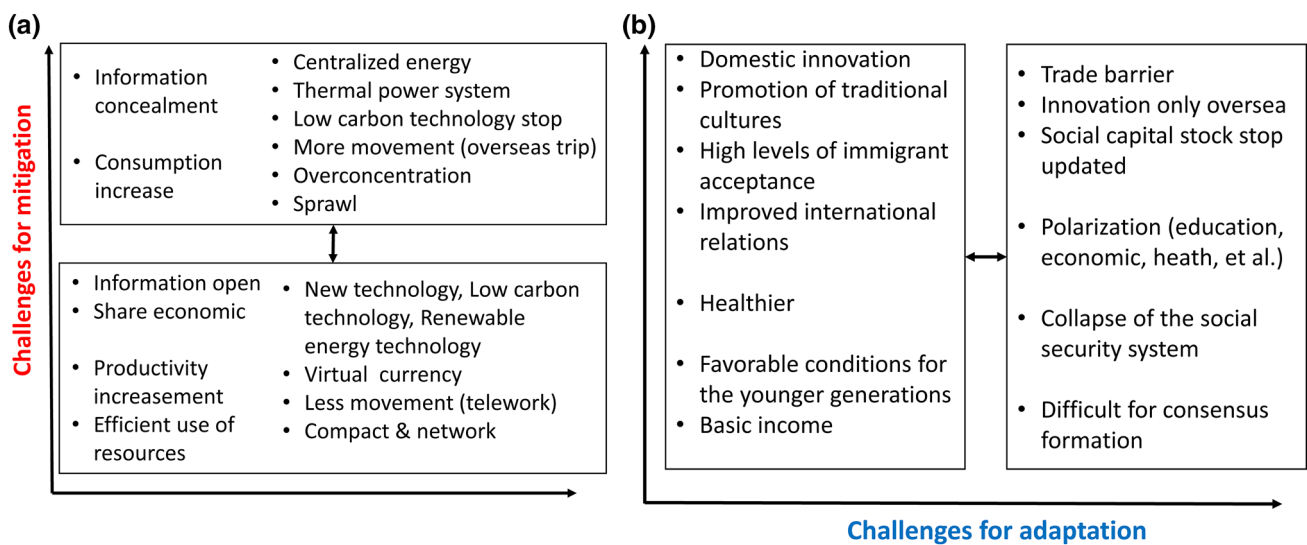 (a)
Challenges for mitigation
• Information
concealment
• Consumption
increase
• Centralized energy
• Thermal power system
• Low carbon technology stop
• More movement (overseas trip)
• Overconcentration
• Sprawl
• Information open
• Share economic
• Productivity
increasement
• Efficient use of
resources
• New technology, Low carbon
technology, Renewable
energy technology
• Virtual currency
• Less movement (telework)
• Compact & network
(b)
• Domestic innovation
• Promotion of traditional
cultures
• High levels of immigrant
acceptance
• Improved international
relations
• Healthier
• Favorable conditions for
the younger generations
• Basic income
• Trade barrier
• Innovation only oversea
• Social capital stock stop
updated
• Polarization (education,
economic, heath, et al.)
• Collapse of the social
security system
• Difficult for consensus
formation
Challenges for adaptation